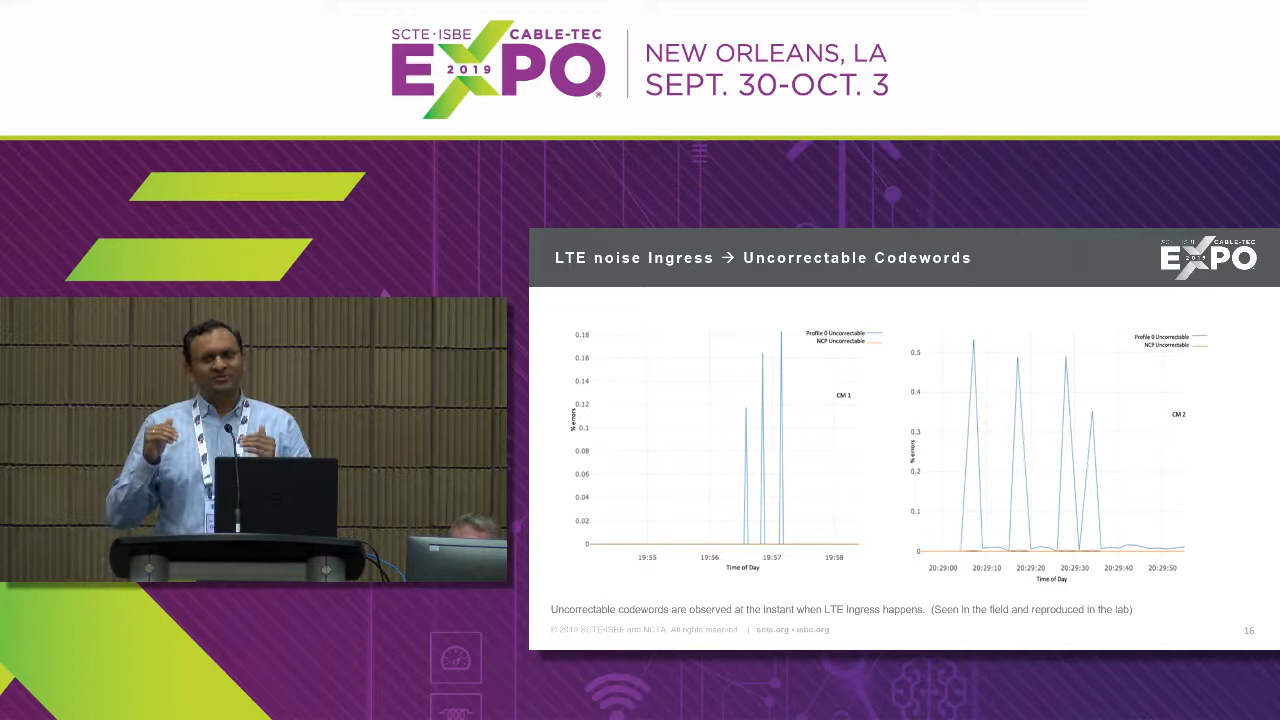 SCTE·ISBE CABLE-TEC
EXPO
2019
NEW ORLEANS, LA
SEPT. 30-OCT. 3
LTE noise Ingress → Uncorrectable Codewords
SCTE·ISBE CABLE-TEC
EXPO
2019
Profile 0 Uncorrectable
NCP Uncorrectable
CM 1
% errors
0.18
0.16
0.14
0.12
0.1
0.08
0.06
0.04
0.02
0
19:55 19:56 19:57 19:58
Time of Day
Profile 0 Uncorrectable
NCP Uncorrectable
CM 2
% errors
0.5
0.4
0.3
0.2
0.1
0
20:29:00 20:29:10 20:29:20 20:29:30 20:29:40 20:29:50
Time of Day
Uncorrectable codewords are observed at the instant when LTE ingress happens. (Seen in the field and reproduced in the lab)
© 2019 SCTE•ISBE and NCTA. All rights reserved. | scte.org • isbe.org
16